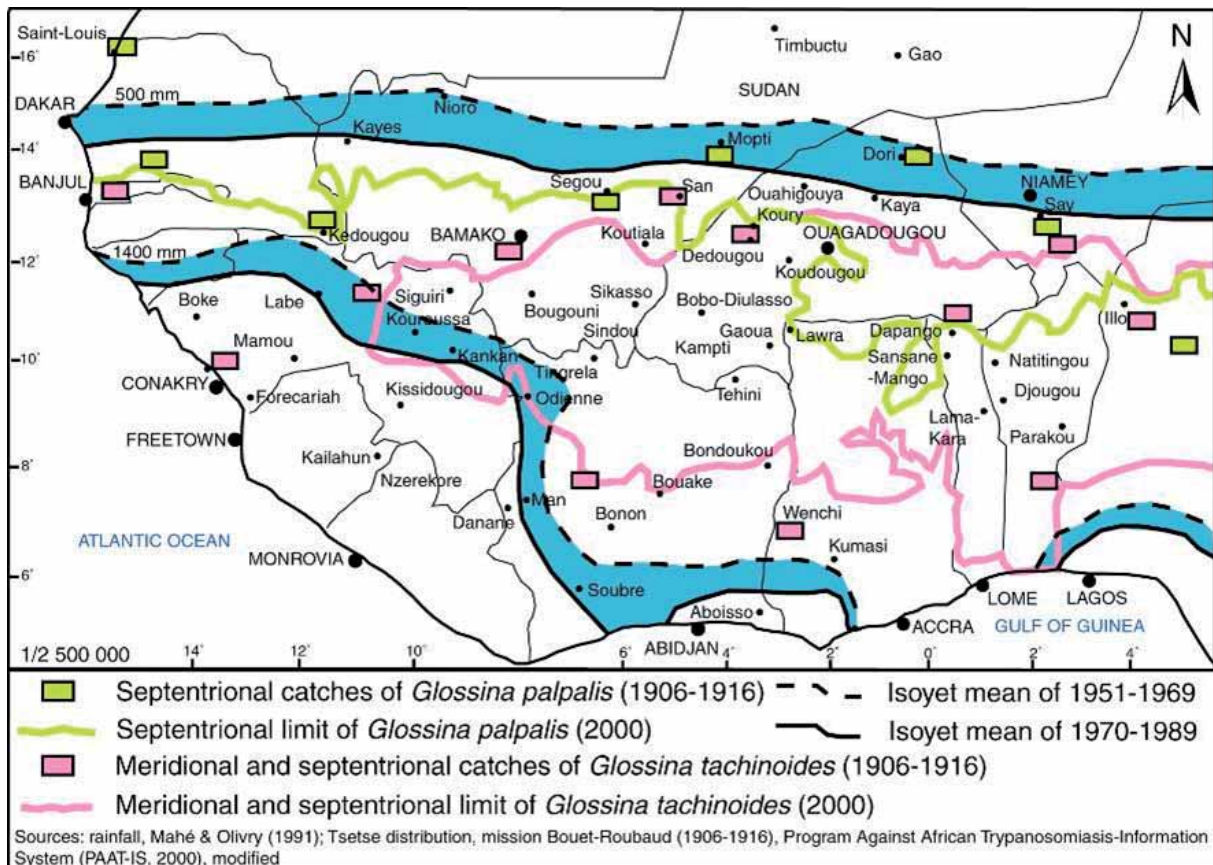 Saint-Louis
16°
Timbuctu
Gao
N
SUDAN
500 mm
DAKAR
Nioro
Kayes
Mopti
14°
Dori
BANJUL
Segou
San
Ouahigouya
NIAMEY
Say
Kedougou
BAMAKO
Koutiala
Koury
Kaya
OUAGADOUGOU
1400 mm
12°
Dedougou
Koudougou
Boke
Labe
Siguiri
Bougouni
Sikasso
Bobo-Diulasso
Illo
Kouroussa
Sindou
Gaoua
Lawra
Dapango
10°
Mamou
Kankan
Kampti
Sansane
-Mango
Natitingou
CONAKRY
Forecariah
Kissidougou
Tingrela
Odienne
Tehini
Djougou
Lama-
Kara
FREETOWN
Parakou
8°
Kailahun
Nzerekore
Bondoukou
Bouake
Man
Danane
Bonon
Wenchi
ATLANTIC OCEAN
MONROVIA
Kumasi
6°
Soubre
Aboisso
LOME
LAGOS
ABIDJAN
ACCRA
GULF OF GUINEA
1/2 500 000
14°
12°
10°
6°
4°
2°
0°
2°
4°
Septentrional catches of Glossina palpalis (1906-1916)
Isoyet mean of 1951-1969
Septentrional limit of Glossina palpalis (2000)
Isoyet mean of 1970-1989
Meridional and septentrional catches of Glossina tachinoides (1906-1916)
Meridional and septentrional limit of Glossina tachinoides (2000)
Sources: rainfall, Mahé & Olivry (1991); Tsetse distribution, mission Bouet-Roubaud (1906-1916), Program Against African Trypanosomiasis-Information
System (PAAT-IS, 2000), modified